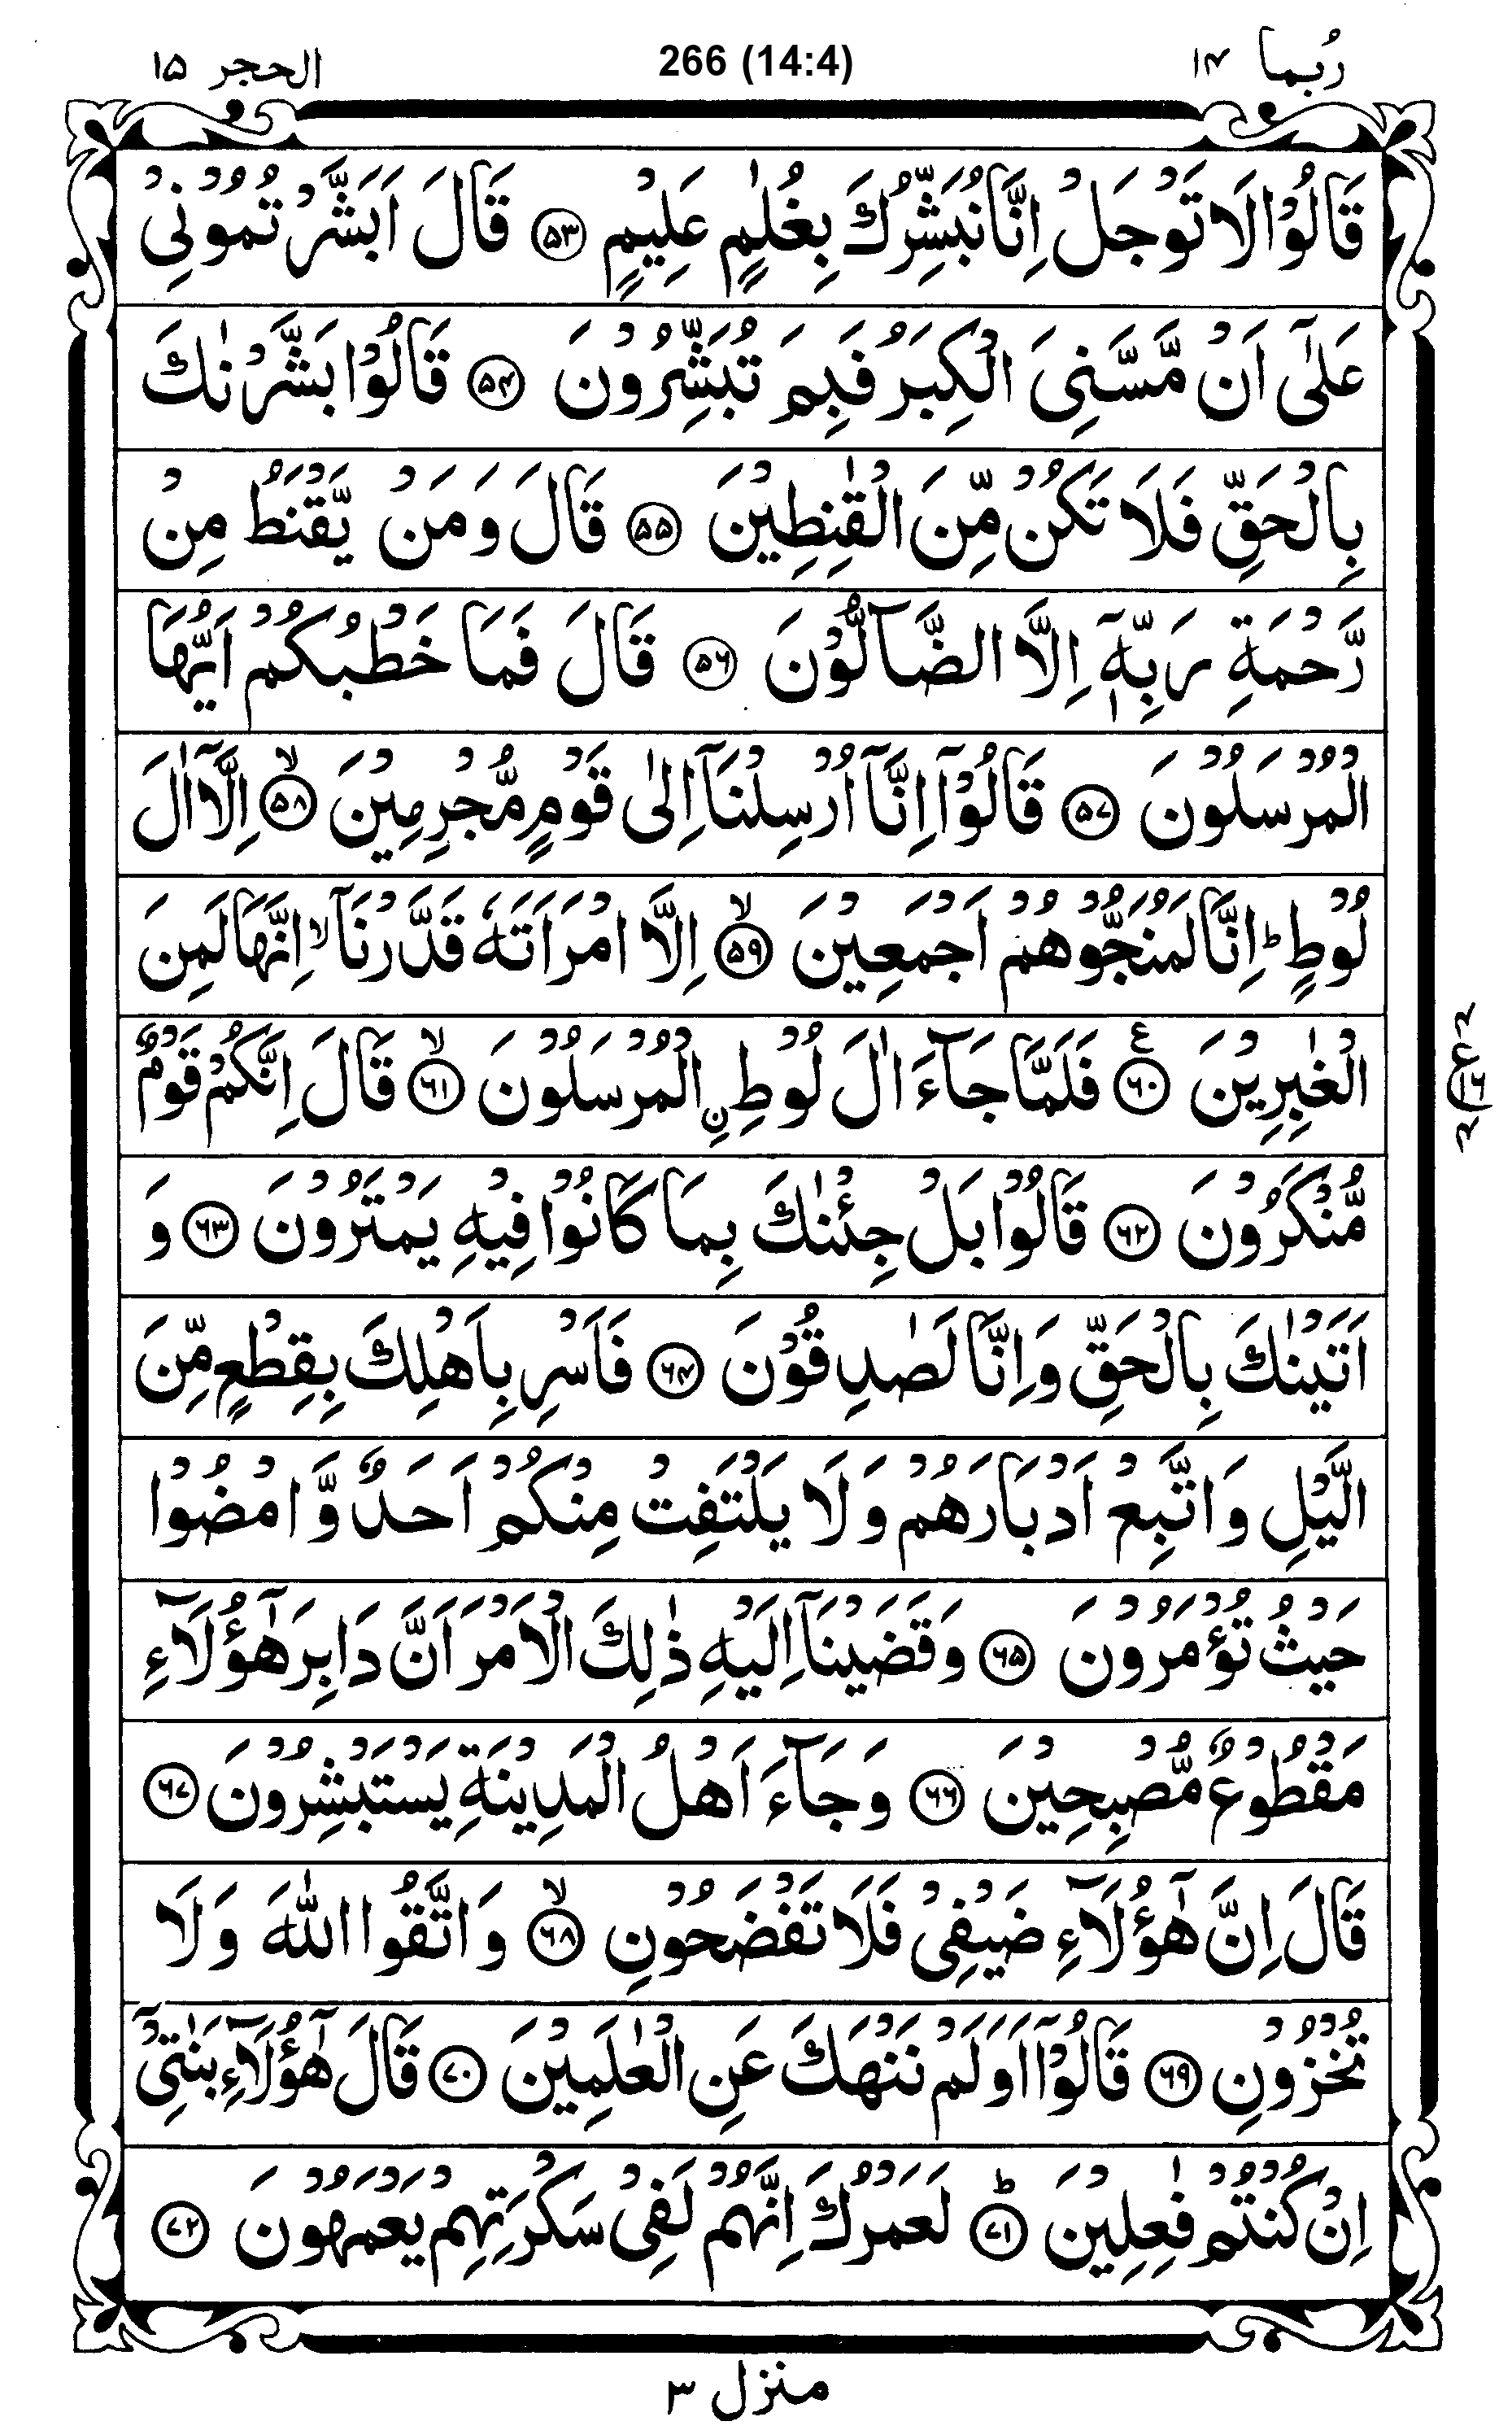 رُبَمَا ۱۴
266 (14:4)
الحجر ۱۵
قَالُوْا لَا تَوْجَلْ اِنَّا نُبَشِّرُكَ بِغُلٰمٍ عَلِيْمٍ ۵۳ قَالَ اَبَشَّرْتُمُوْنِيْ
عَلٰٓى اَنْ مَّسَّنِيَ الْكِبَرُ فَبِمَ تُبَشِّرُوْنَ ۵۴ قَالُوْا بَشَّرْنٰكَ
بِالْحَقِّ فَلَا تَكُنْ مِّنَ الْقٰنِطِيْنَ ۵۵ قَالَ وَمَنْ يَّقْنَطُ مِنْ
رَّحْمَةِ رَبِّهٖٓ اِلَّا الضَّآلُّوْنَ ۵۶ قَالَ فَمَا خَطْبُكُمْ اَيُّهَا
الْمُرْسَلُوْنَ ۵۷ قَالُوْٓا اِنَّآ اُرْسِلْنَآ اِلٰى قَوْمٍ مُّجْرِمِيْنَ ۙ۵۸ اِلَّآ اٰلَ
لُوْطٍ ؕ اِنَّا لَمُنَجُّوْهُمْ اَجْمَعِيْنَ ۙ۵۹ اِلَّا امْرَاَتَهٗ قَدَّرْنَآ ۙ اِنَّهَا لَمِنَ
الْغٰبِرِيْنَ ۶۰ ع فَلَمَّا جَآءَ اٰلَ لُوْطِ ِۨالْمُرْسَلُوْنَ ۙ۶۱ قَالَ اِنَّكُمْ قَوْمٌ
مُّنْكَرُوْنَ ۶۲ قَالُوْا بَلْ جِئْنٰكَ بِمَا كَانُوْا فِيْهِ يَمْتَرُوْنَ ۶۳ وَ
اَتَيْنٰكَ بِالْحَقِّ وَاِنَّا لَصٰدِقُوْنَ ۶۴ فَاَسْرِ بِاَهْلِكَ بِقِطْعٍ مِّنَ
الَّيْلِ وَاتَّبِعْ اَدْبَارَهُمْ وَلَا يَلْتَفِتْ مِنْكُمْ اَحَدٌ وَّامْضُوْا
حَيْثُ تُؤْمَرُوْنَ ۶۵ وَقَضَيْنَآ اِلَيْهِ ذٰلِكَ الْاَمْرَ اَنَّ دَابِرَ هٰٓؤُلَآءِ
مَقْطُوْعٌ مُّصْبِحِيْنَ ۶۶ وَجَآءَ اَهْلُ الْمَدِيْنَةِ يَسْتَبْشِرُوْنَ ۶۷
قَالَ اِنَّ هٰٓؤُلَآءِ ضَيْفِيْ فَلَا تَفْضَحُوْنِ ۙ۶۸ وَاتَّقُوا اللّٰهَ وَلَا
تُخْزُوْنِ ۶۹ قَالُوْٓا اَوَلَمْ نَنْهَكَ عَنِ الْعٰلَمِيْنَ ۷۰ قَالَ هٰٓؤُلَآءِ بَنٰتِيْٓ
اِنْ كُنْتُمْ فٰعِلِيْنَ ؕ۷۱ لَعَمْرُكَ اِنَّهُمْ لَفِيْ سَكْرَتِهِمْ يَعْمَهُوْنَ ۷۲
۴
ع ۱۶
۴
منزل ۳